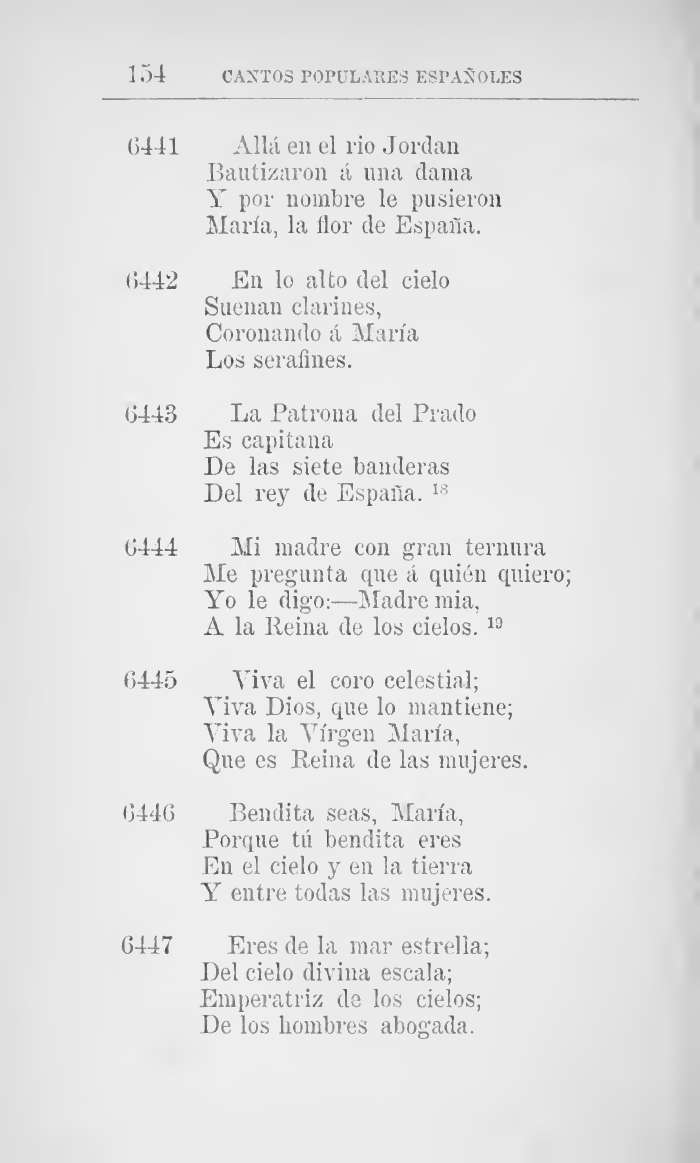 154 CANTOS POPULARES ESPAÑOLES
6441 Allá en el rio Jordan
Bautizaron á una dama
Y por nombre le pusieron
María, la flor de España.
6442 En lo alto del cielo
Suenan clarines,
Coronando á María
Los serafines.
6443 La Patrona del Prado
Es capitana
De las siete banderas
Del rey de España. 18
6444 Mi madre con gran ternura
Me pregunta que á quién quiero;
Yo le digo:—Madre mia,
A la Reina de los cielos. 19
6445 Viva el coro celestial;
Viva Dios, que lo mantiene;
Viva la Vírgen María,
Que es Reina de las mujeres.
6446 Bendita seas, María,
Porque tú bendita eres
En el cielo y en la tierra
Y entre todas las mujeres.
6447 Eres de la mar estrella;
Del cielo divina escala;
Emperatriz de los cielos;
De los hombres abogada.